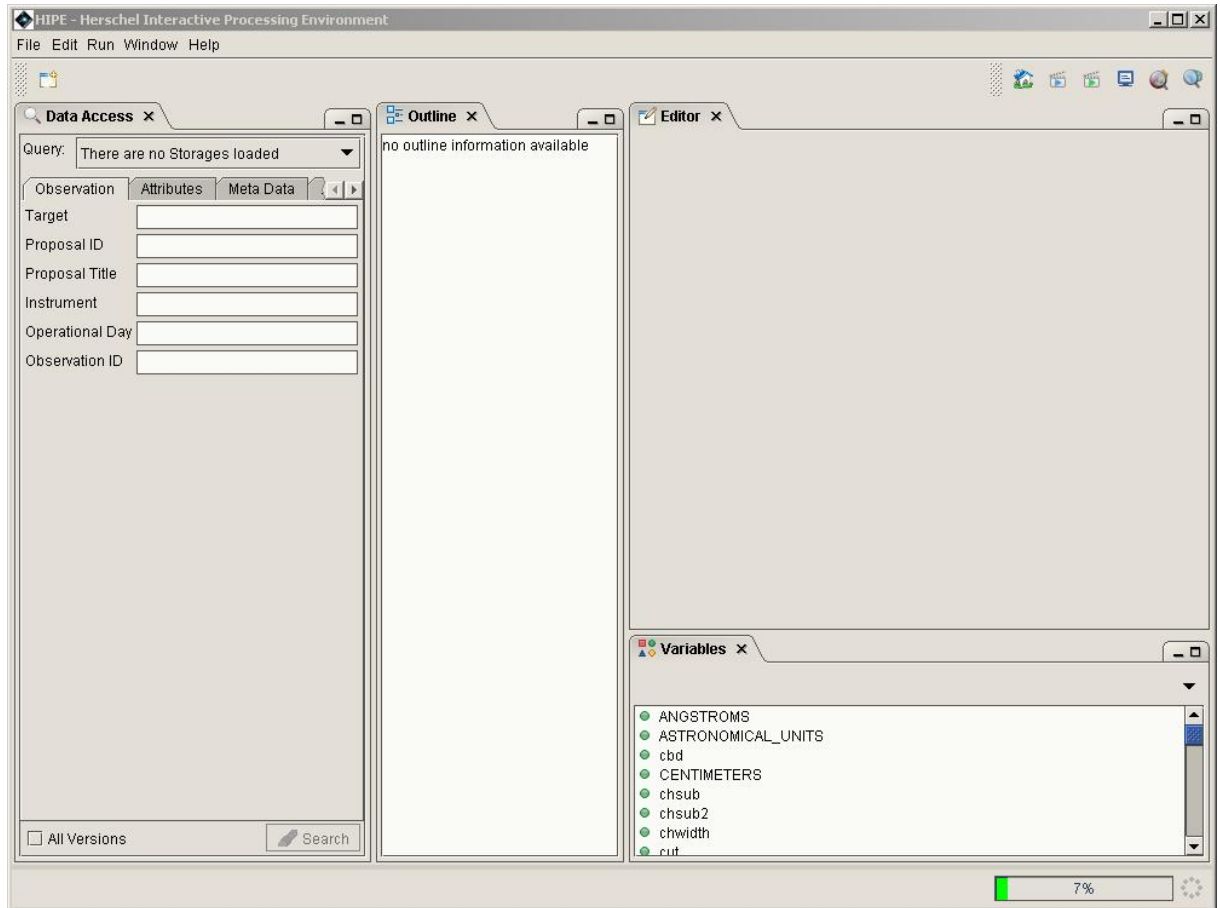 HIPE - Herschel Interactive Processing Environment
File Edit Run Window Help
Data Access
Query: There are no Storages loaded
Observation Attributes Meta Data
Target
Proposal ID
Proposal Title
Instrument
Operational Day
Observation ID
All Versions Search
Outline
no outline information available
Editor
Variables
ANGSTROMS
ASTRONOMICAL_UNITS
cbd
CENTIMETERS
chsub
chsub2
chwidth
cut
7%